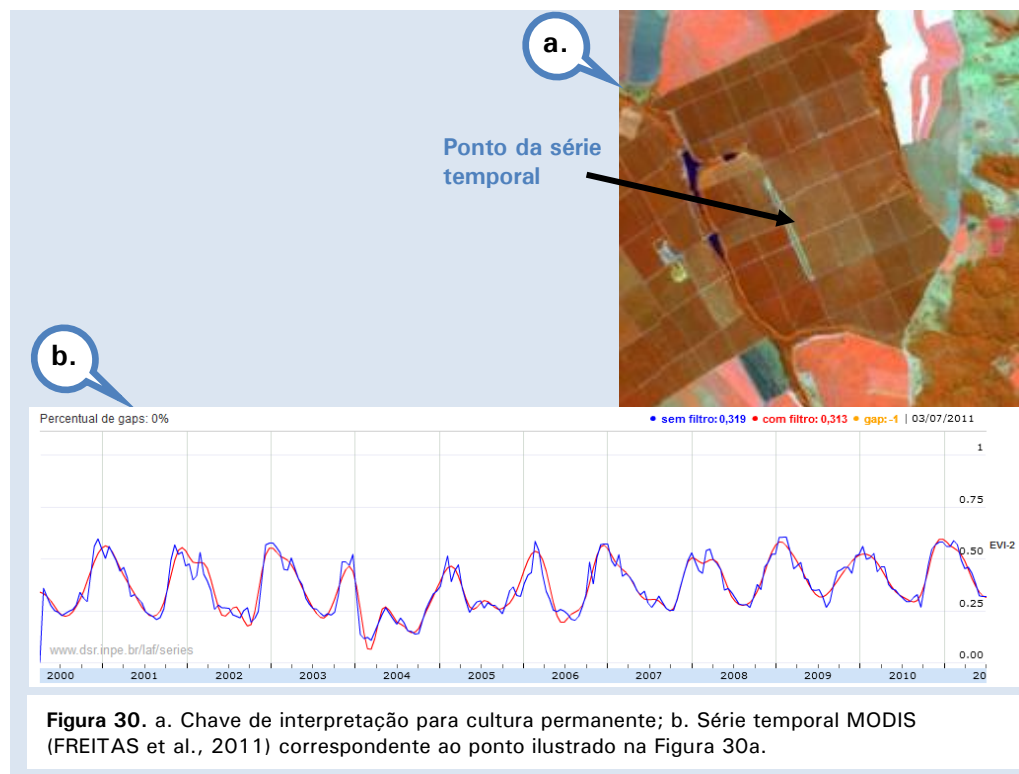 a.
Ponto da série
temporal
b.
Percentual de gaps: 0%
• sem filtro: 0,319 • com filtro: 0,313 • gap: -1 | 03/07/2011
1
0.75
0.50 EVI-2
0.25
0.00
www.dsr.inpe.br/laf/series
2000 2001 2002 2003 2004 2005 2006 2007 2008 2009 2010 20
Figura 30. a. Chave de interpretação para cultura permanente; b. Série temporal MODIS
(FREITAS et al., 2011) correspondente ao ponto ilustrado na Figura 30a.